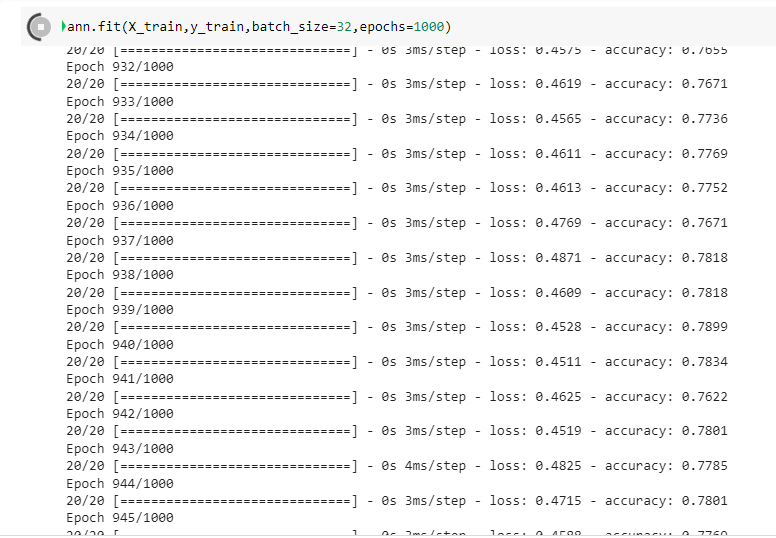 ann.fit(X_train,y_train,batch_size=32,epochs=1000)
20/20 [==============================] - 0s 3ms/step - loss: 0.4575 - accuracy: 0.7655
Epoch 932/1000
20/20 [==============================] - 0s 3ms/step - loss: 0.4619 - accuracy: 0.7671
Epoch 933/1000
20/20 [==============================] - 0s 3ms/step - loss: 0.4565 - accuracy: 0.7736
Epoch 934/1000
20/20 [==============================] - 0s 3ms/step - loss: 0.4611 - accuracy: 0.7769
Epoch 935/1000
20/20 [==============================] - 0s 3ms/step - loss: 0.4613 - accuracy: 0.7752
Epoch 936/1000
20/20 [==============================] - 0s 3ms/step - loss: 0.4769 - accuracy: 0.7671
Epoch 937/1000
20/20 [==============================] - 0s 3ms/step - loss: 0.4871 - accuracy: 0.7818
Epoch 938/1000
20/20 [==============================] - 0s 3ms/step - loss: 0.4609 - accuracy: 0.7818
Epoch 939/1000
20/20 [==============================] - 0s 3ms/step - loss: 0.4528 - accuracy: 0.7899
Epoch 940/1000
20/20 [==============================] - 0s 3ms/step - loss: 0.4511 - accuracy: 0.7834
Epoch 941/1000
20/20 [==============================] - 0s 3ms/step - loss: 0.4625 - accuracy: 0.7622
Epoch 942/1000
20/20 [==============================] - 0s 3ms/step - loss: 0.4519 - accuracy: 0.7801
Epoch 943/1000
20/20 [==============================] - 0s 4ms/step - loss: 0.4825 - accuracy: 0.7785
Epoch 944/1000
20/20 [==============================] - 0s 3ms/step - loss: 0.4715 - accuracy: 0.7801
Epoch 945/1000